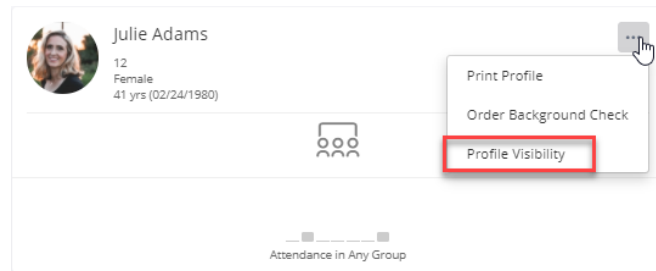 Julie Adams
12
Female
41 yrs (02/24/1980)
Print Profile
Order Background Check
Profile Visibility
Attendance in Any Group